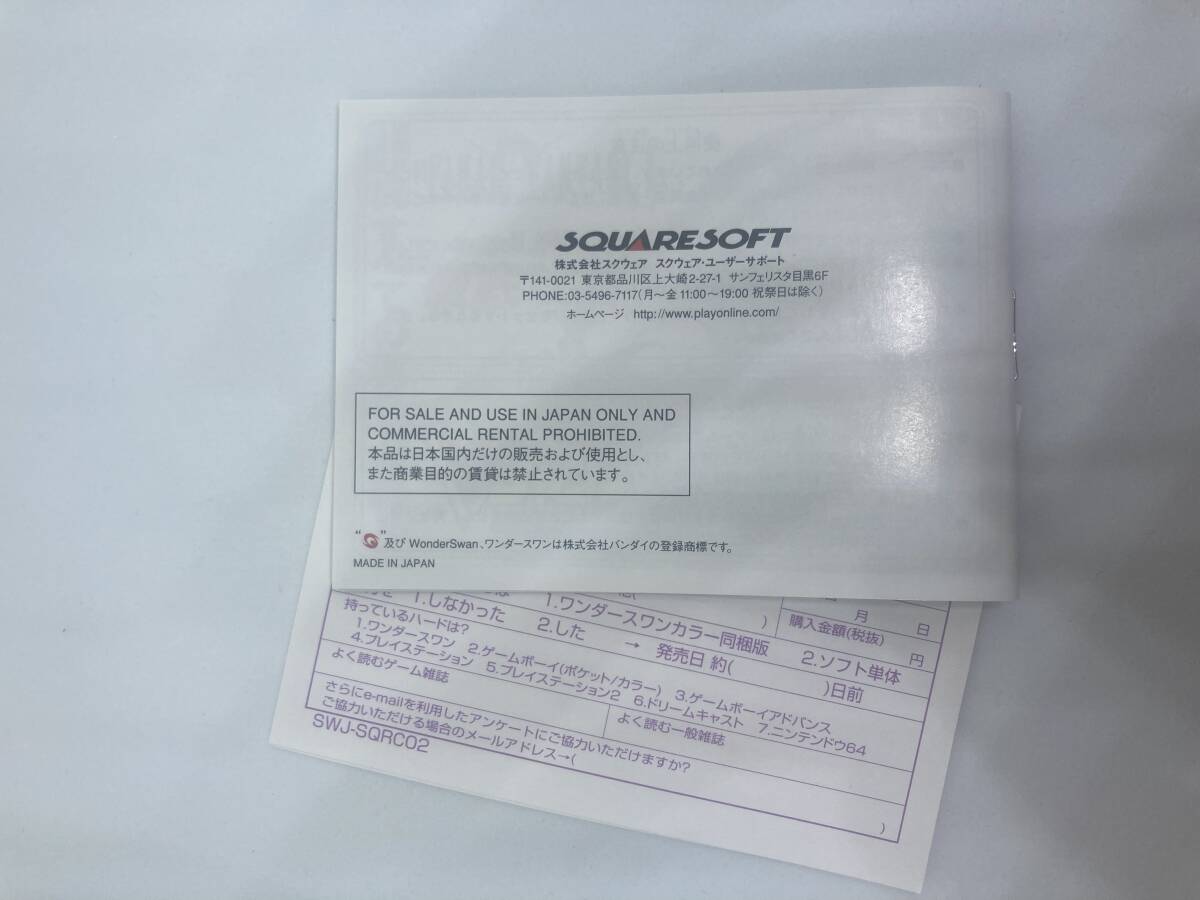 SQUARESOFT
株式会社スクウェア スクウェア・ユーザーサポート
〒141-0021 東京都品川区上大崎2-27-1 サンフェリスタ目黒6F
PHONE:03-5496-7117(月〜金 11:00〜19:00 祝祭日は除く)
ホームページ http://www.playonline.com/
FOR SALE AND USE IN JAPAN ONLY AND
COMMERCIAL RENTAL PROHIBITED.
本品は日本国内だけの販売および使用とし、
また商業目的の賃貸は禁止されています。
" "及び WonderSwan、ワンダースワンは株式会社バンダイの登録商標です。
MADE IN JAPAN
月 日
1.ワンダースワンカラー同梱版 2.ソフト単体
) 購入金額(税抜) 円
1.しなかった 2.した → 発売日 約( )日前
持っているハードは?
1.ワンダースワン 2.ゲームボーイ(ポケット/カラー) 3.ゲームボーイアドバンス
4.プレイステーション 5.プレイステーション2 6.ドリームキャスト 7.ニンテンドウ64
よく読むゲーム雑誌
よく読む一般雑誌
さらにe-mailを利用したアンケートにご協力いただけますか?
ご協力いただける場合のメールアドレス→( )
SWJ-SQRC02